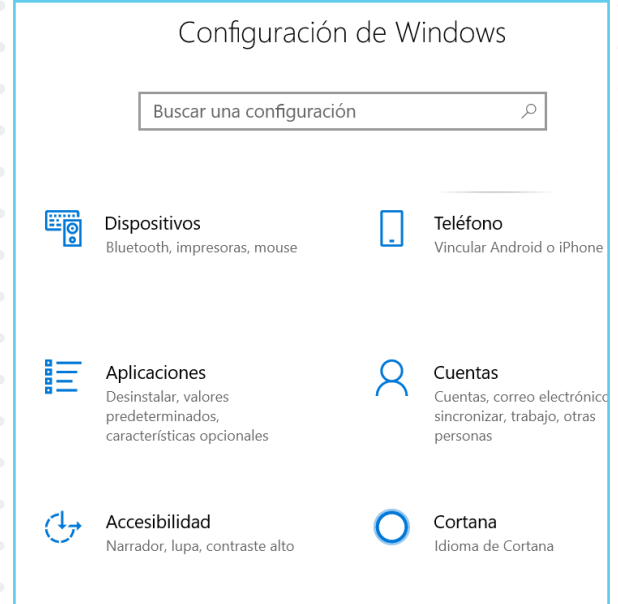 Configuración de Windows
Buscar una configuración
Dispositivos
Bluetooth, impresoras, mouse
Teléfono
Vincular Android o iPhone
Aplicaciones
Desinstalar, valores
predeterminados,
características opcionales
Cuentas
Cuentas, correo electrónico
sincronizar, trabajo, otras
personas
Accesibilidad
Narrador, lupa, contraste alto
Cortana
Idioma de Cortana